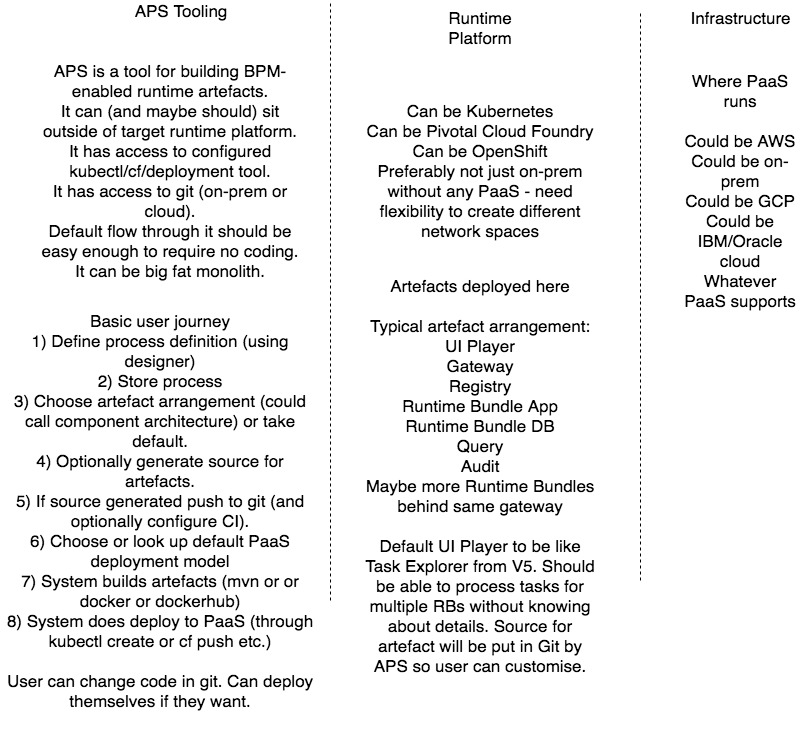 APS Tooling
APS is a tool for building BPM-
enabled runtime artefacts.
It can (and maybe should) sit
outside of target runtime platform.
It has access to configured
kubectl/cf/deployment tool.
It has access to git (on-prem or
cloud).
Default flow through it should be
easy enough to require no coding.
It can be big fat monolith.
Basic user journey
1) Define process definition (using
designer)
2) Store process
3) Choose artefact arrangement (could
call component architecture) or take
default.
4) Optionally generate source for
artefacts.
5) If source generated push to git (and
optionally configure CI).
6) Choose or look up default PaaS
deployment model
7) System builds artefacts (mvn or or
docker or dockerhub)
8) System does deploy to PaaS (through
kubectl create or cf push etc.)
User can change code in git. Can deploy
themselves if they want.
Runtime
Platform
Can be Kubernetes
Can be Pivotal Cloud Foundry
Can be OpenShift
Preferably not just on-prem
without any PaaS - need
flexibility to create different
network spaces
Artefacts deployed here
Typical artefact arrangement:
UI Player
Gateway
Registry
Runtime Bundle App
Runtime Bundle DB
Query
Audit
Maybe more Runtime Bundles
behind same gateway
Default UI Player to be like
Task Explorer from V5. Should
be able to process tasks for
multiple RBs without knowing
about details. Source for
artefact will be put in Git by
APS so user can customise.
Infrastructure
Where PaaS
runs
Could be AWS
Could be on-
prem
Could be GCP
Could be
IBM/Oracle
cloud
Whatever
PaaS supports